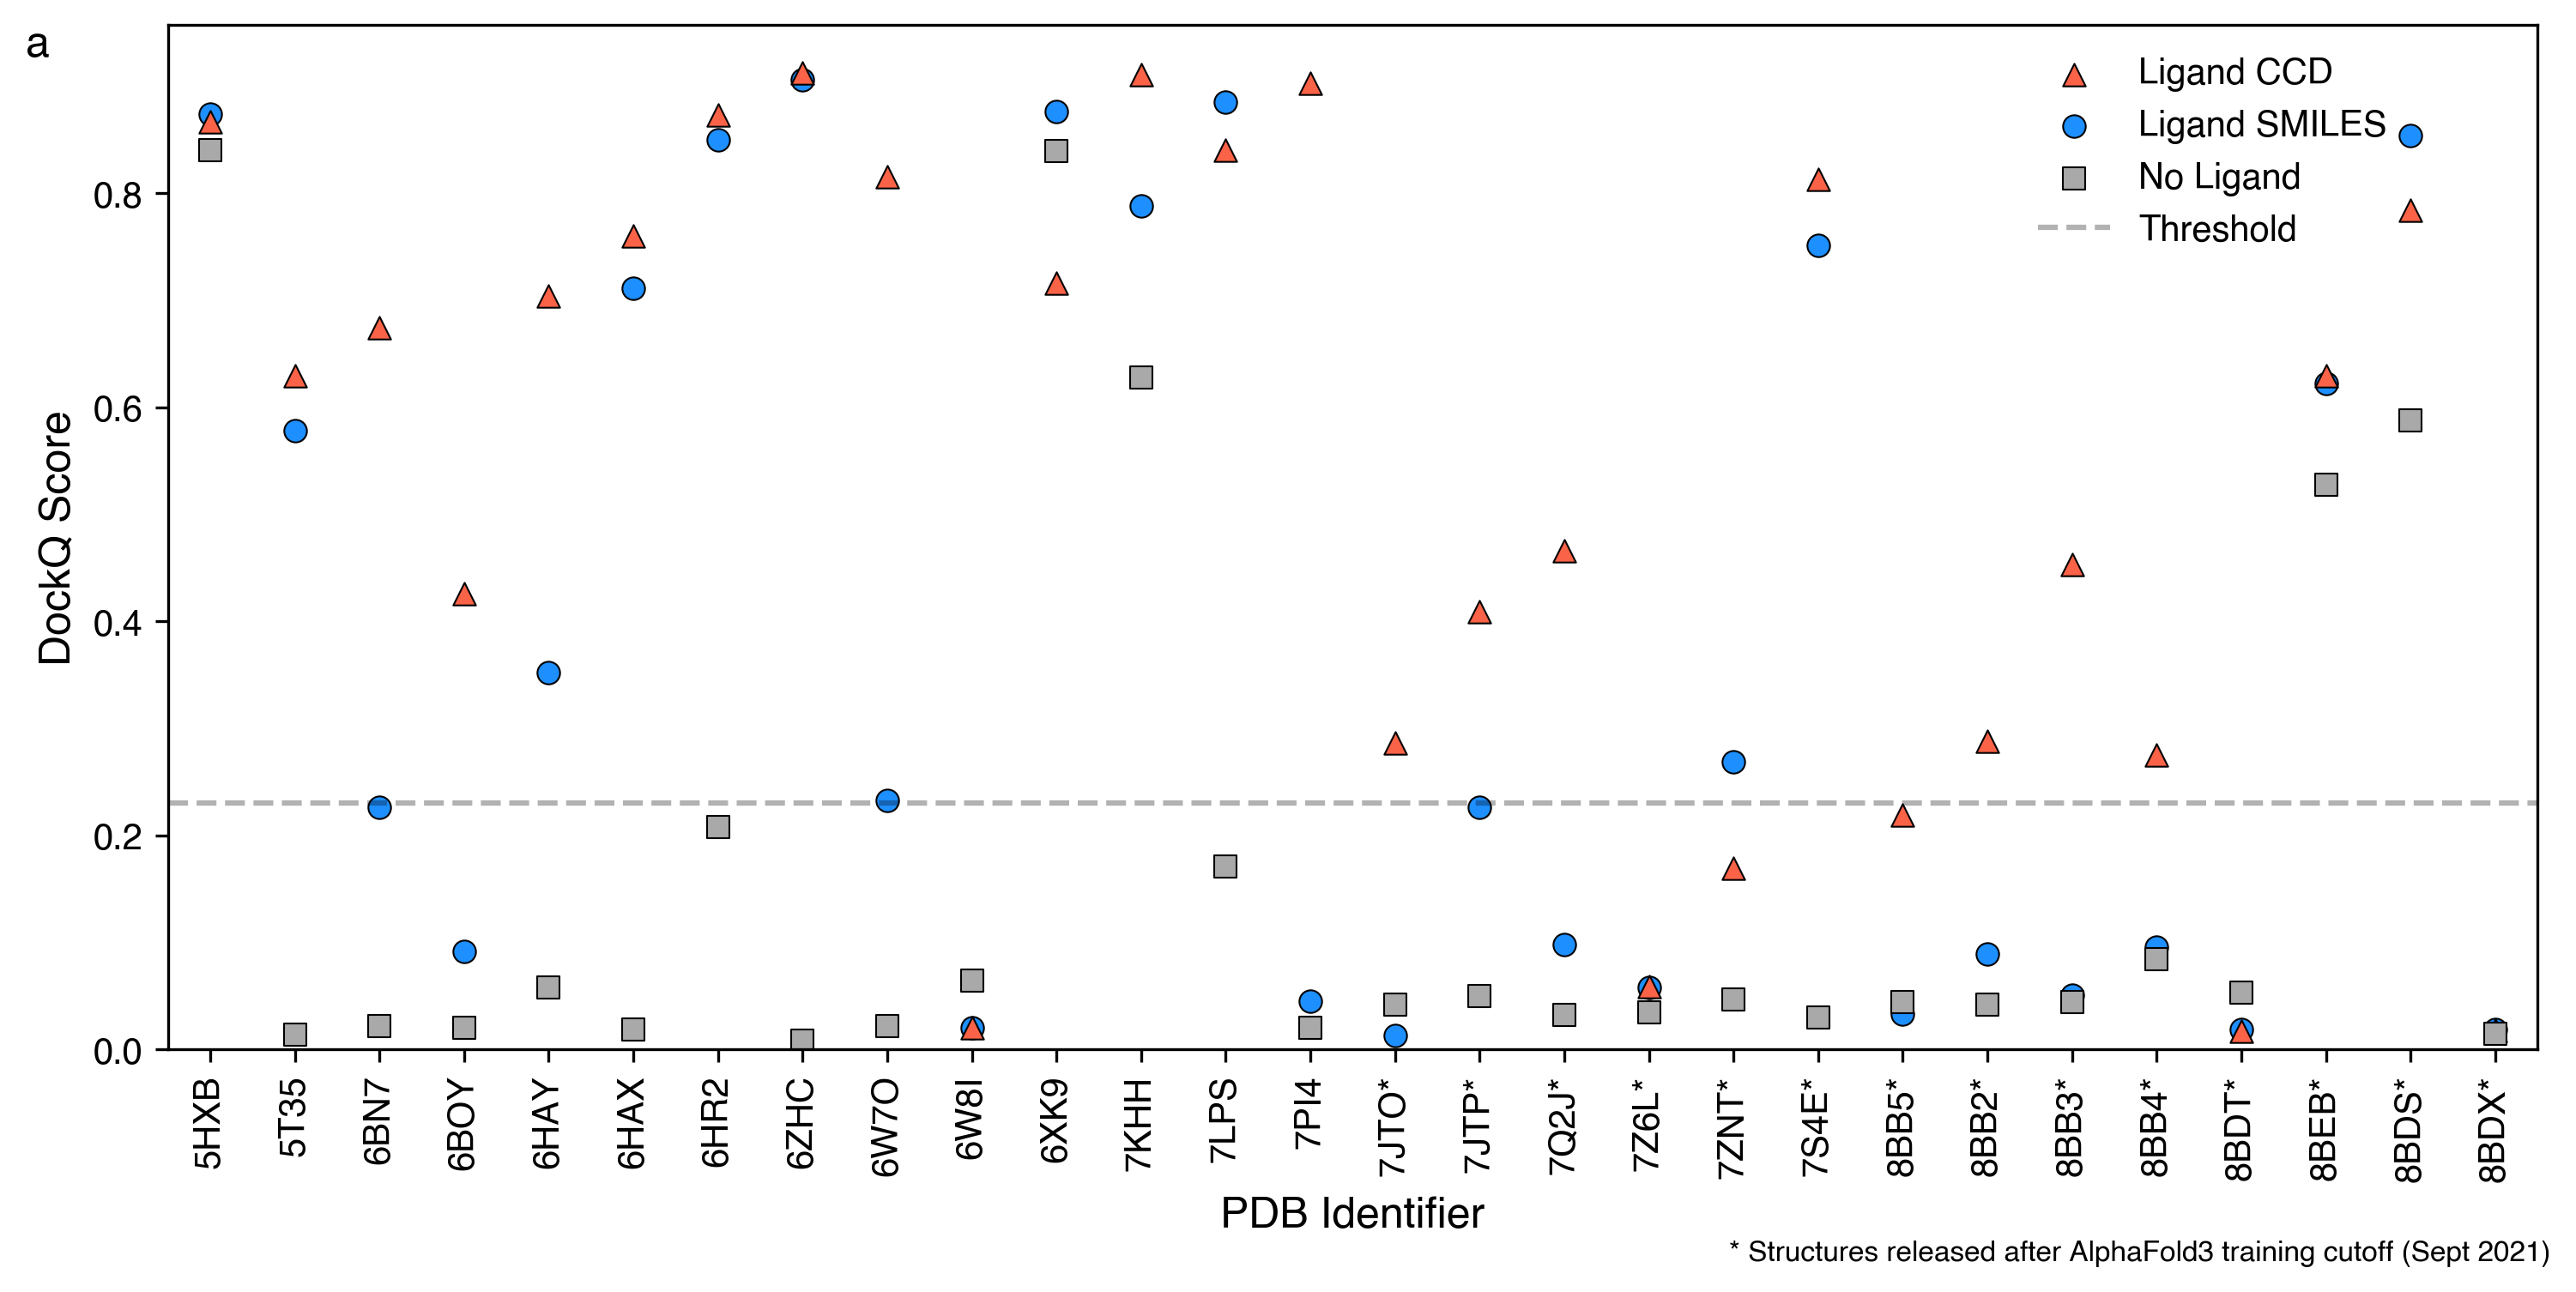 a
Ligand CCD
Ligand SMILES
No Ligand
Threshold
DockQ Score
0.8
0.6
0.4
0.2
0.0
5HXB
5T35
6BN7
6BOY
6HAY
6HAX
6HR2
6ZHC
6W7O
6WW8I
6XK9
7KHH
7LPS
7PI4
7JTO*
7JTP*
7Q2J*
7Z6L*
7ZNT*
7S4E*
8BB5*
8BB2*
8BB3*
8BB4*
8BDT*
8BEB*
8BDS*
8BDX*
PDB Identifier
* Structures released after AlphaFold3 training cutoff (Sept 2021)